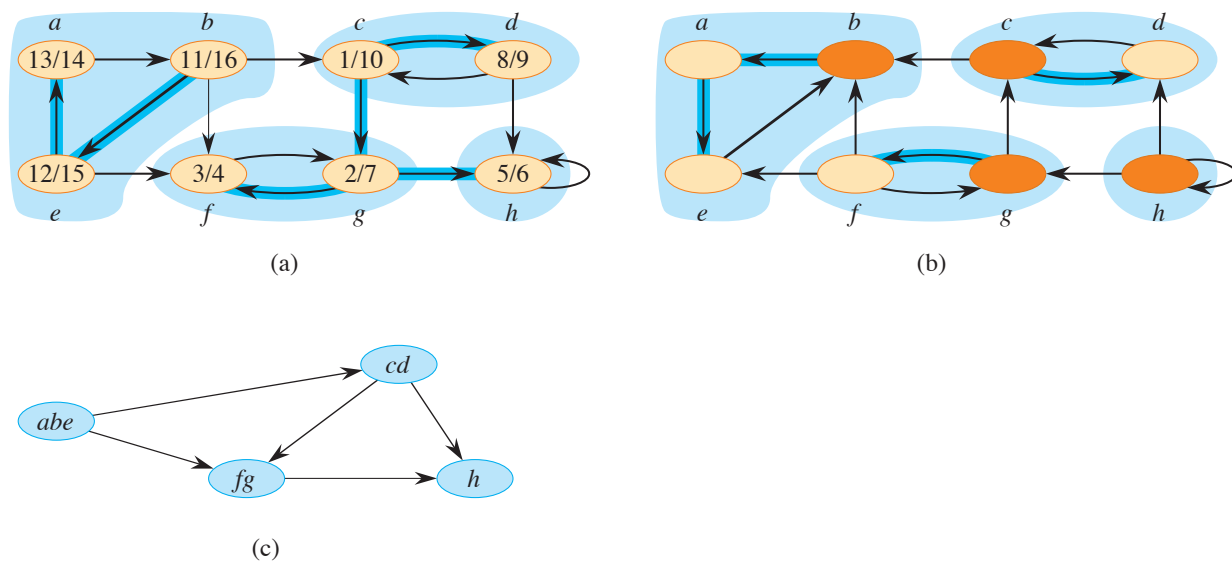 a b c d
13/14 11/16 1/10 8/9
12/15 3/4 2/7 5/6
e f g h
(a)
a b c d
e f g h
(b)
cd
abe
fg h
(c)